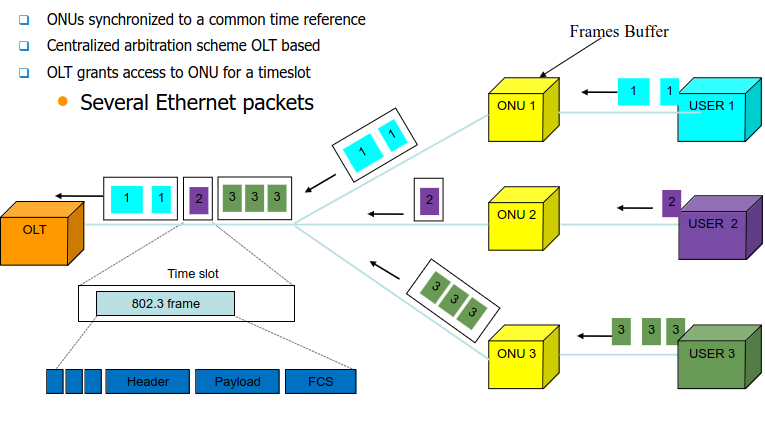 ONUs synchronized to a common time reference
Centralized arbitration scheme OLT based
OLT grants access to ONU for a timeslot
Several Ethernet packets
Frames Buffer
ONU 1
1 1
USER 1
1 1
1 1 2 3 3 3
2
ONU 2
2
USER 2
OLT
Time slot
802.3 frame
3 3 3
ONU 3
3 3 3
USER 3
Header Payload FCS